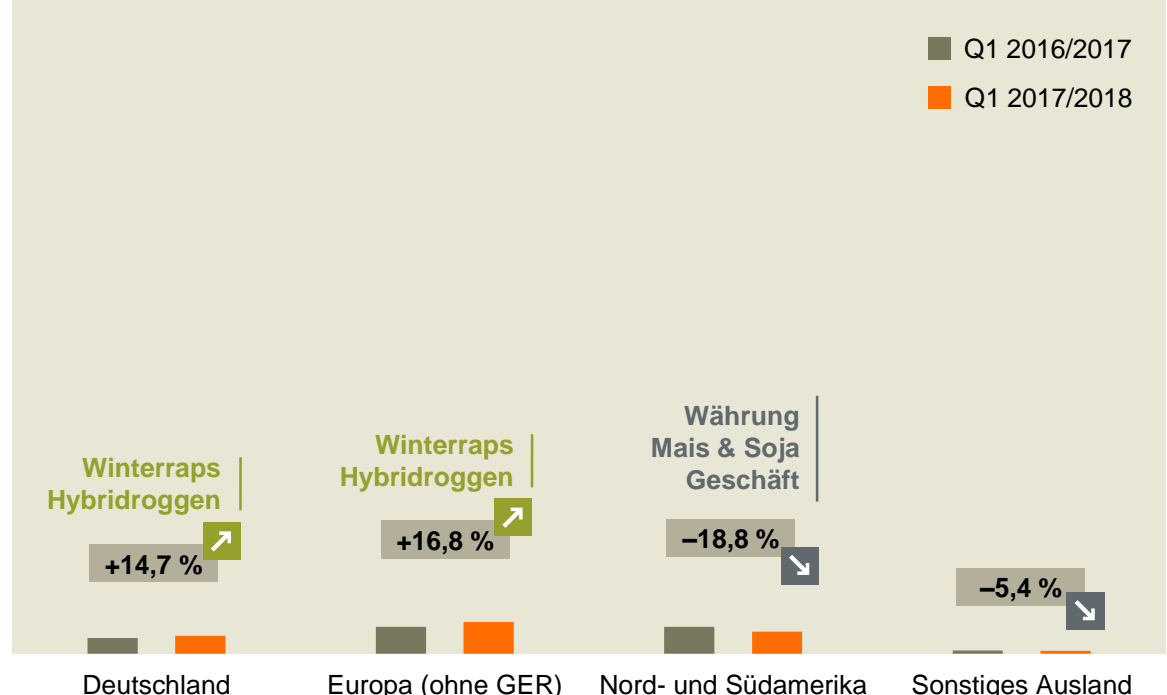 Q1 2016/2017
Q1 2017/2018
Winterraps
Hybridroggen
+14,7 %
Winterraps
Hybridroggen
+16,8 %
Währung
Mais & Soja
Geschäft
–18,8 %
–5,4 %
Deutschland
Europa (ohne GER)
Nord- und Südamerika
Sonstiges Ausland